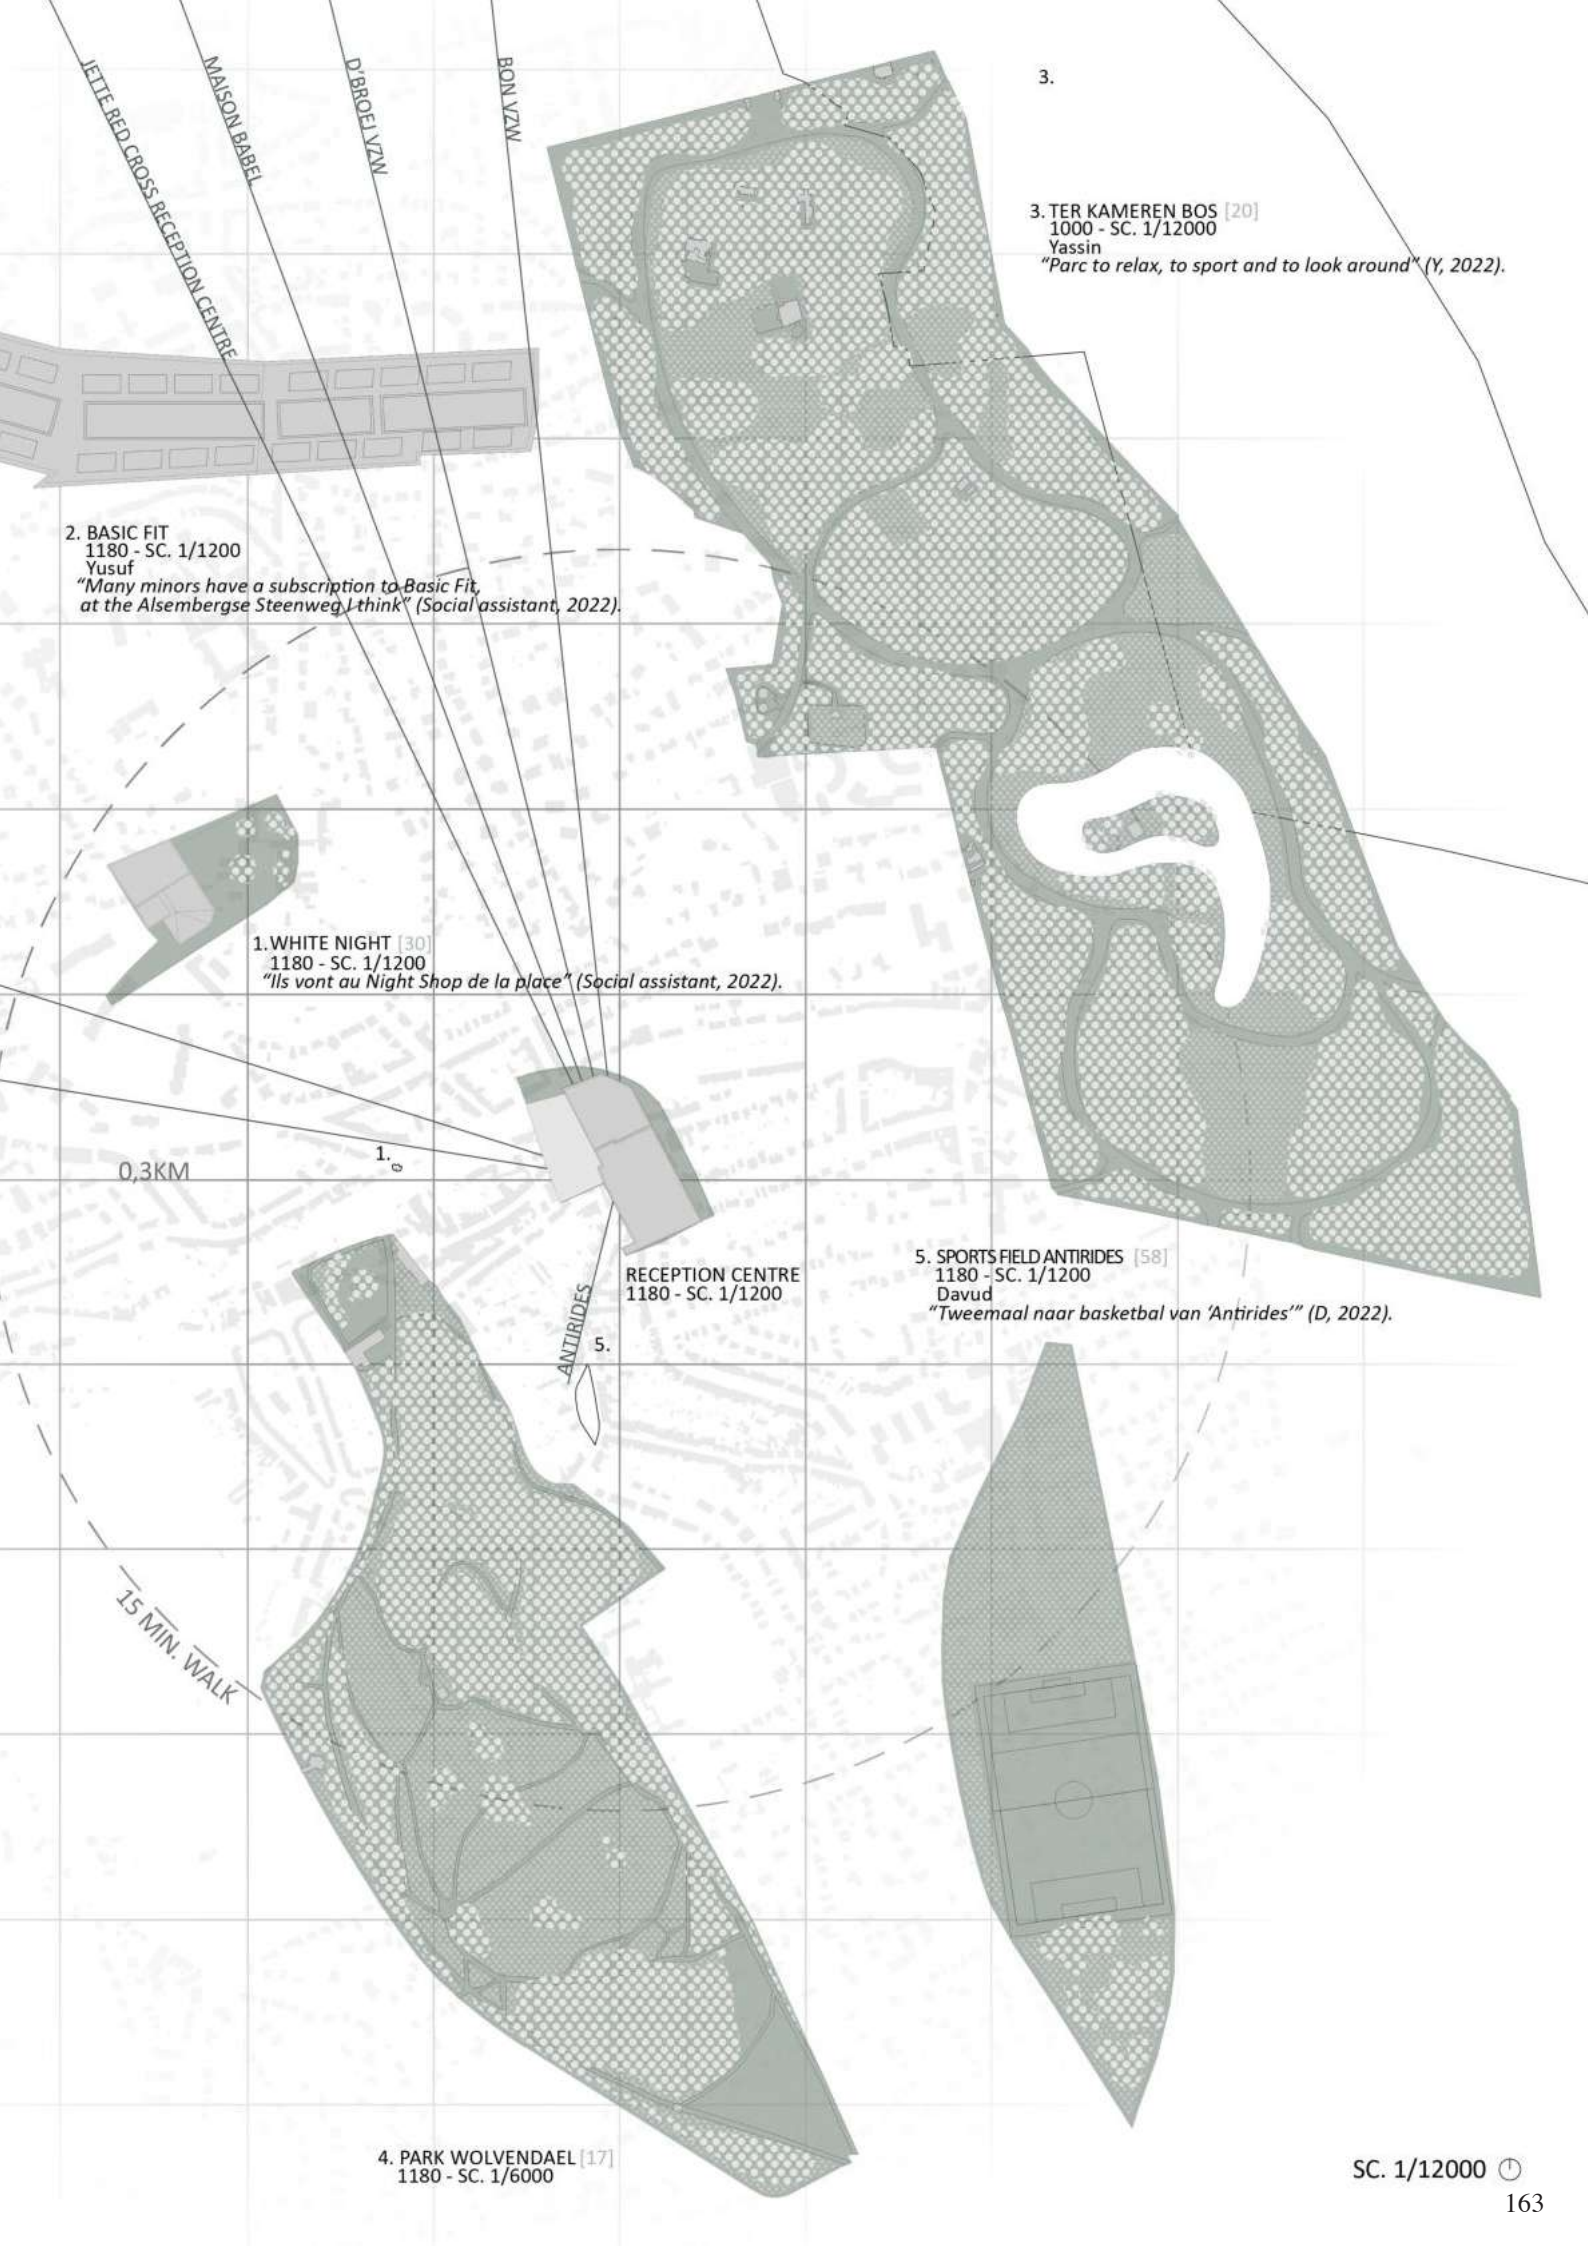 JETTE RED CROSS RECEPTION CENTRE
MAISON BABEL
D'BROEJ VZW
BON VZW
3.
3. TER KAMEREN BOS [20]
1000 - SC. 1/12000
Yassin
“Parc to relax, to sport and to look around” (Y, 2022).
2. BASIC FIT
1180 - SC. 1/1200
Yusuf
“Many minors have a subscription to Basic Fit,
at the Alsembergse Steenweg I think” (Social assistant, 2022).
1. WHITE NIGHT [30]
1180 - SC. 1/1200
“Ils vont au Night Shop de la place” (Social assistant, 2022).
1.
0,3KM
RECEPTION CENTRE
1180 - SC. 1/1200
ANTIRIDES
5.
5. SPORTS FIELD ANTIRIDES [58]
1180 - SC. 1/1200
Davud
“Tweemaal naar basketbal van ‘Antirides’” (D, 2022).
15 MIN. WALK
4. PARK WOLVENDAEL [17]
1180 - SC. 1/6000
SC. 1/12000
163